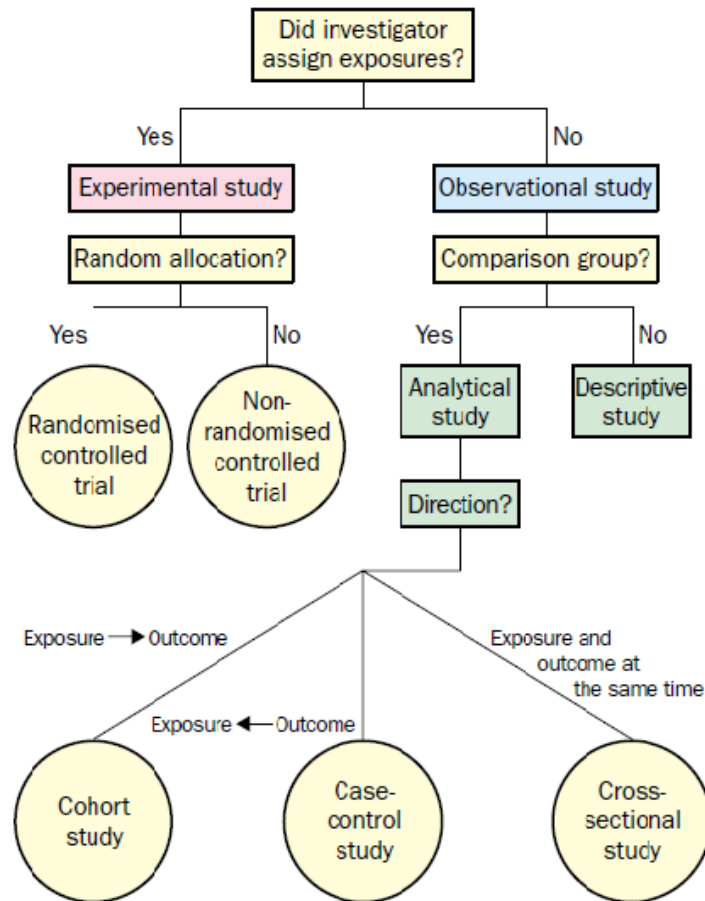 Did investigator
assign exposures?
Yes
No
Experimental study
Observational study
Random allocation?
Comparison group?
Yes
No
Yes
No
Randomised
controlled
trial
Non-
randomised
controlled
trial
Analytical
study
Descriptive
study
Direction?
Exposure → Outcome
Exposure and
outcome at
the same time
Exposure ← Outcome
Cohort
study
Case-
control
study
Cross-
sectional
study